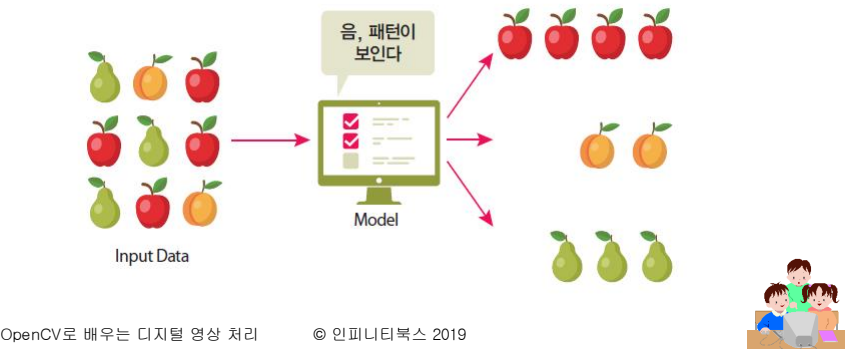 음, 패턴이
보인다
Model
Input Data
OpenCV로 배우는 디지털 영상 처리
© 인피니티북스 2019